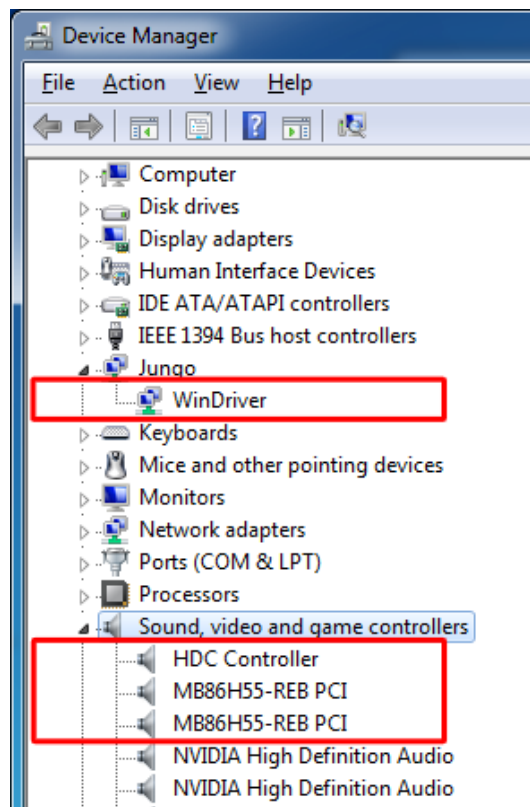 Device Manager
File Action View Help
Computer
Disk drives
Display adapters
Human Interface Devices
IDE ATA/ATAPI controllers
IEEE 1394 Bus host controllers
Jungo
WinDriver
Keyboards
Mice and other pointing devices
Monitors
Network adapters
Ports (COM & LPT)
Processors
Sound, video and game controllers
HDC Controller
MB86H55-REB PCI
MB86H55-REB PCI
NVIDIA High Definition Audio
NVIDIA High Definition Audio